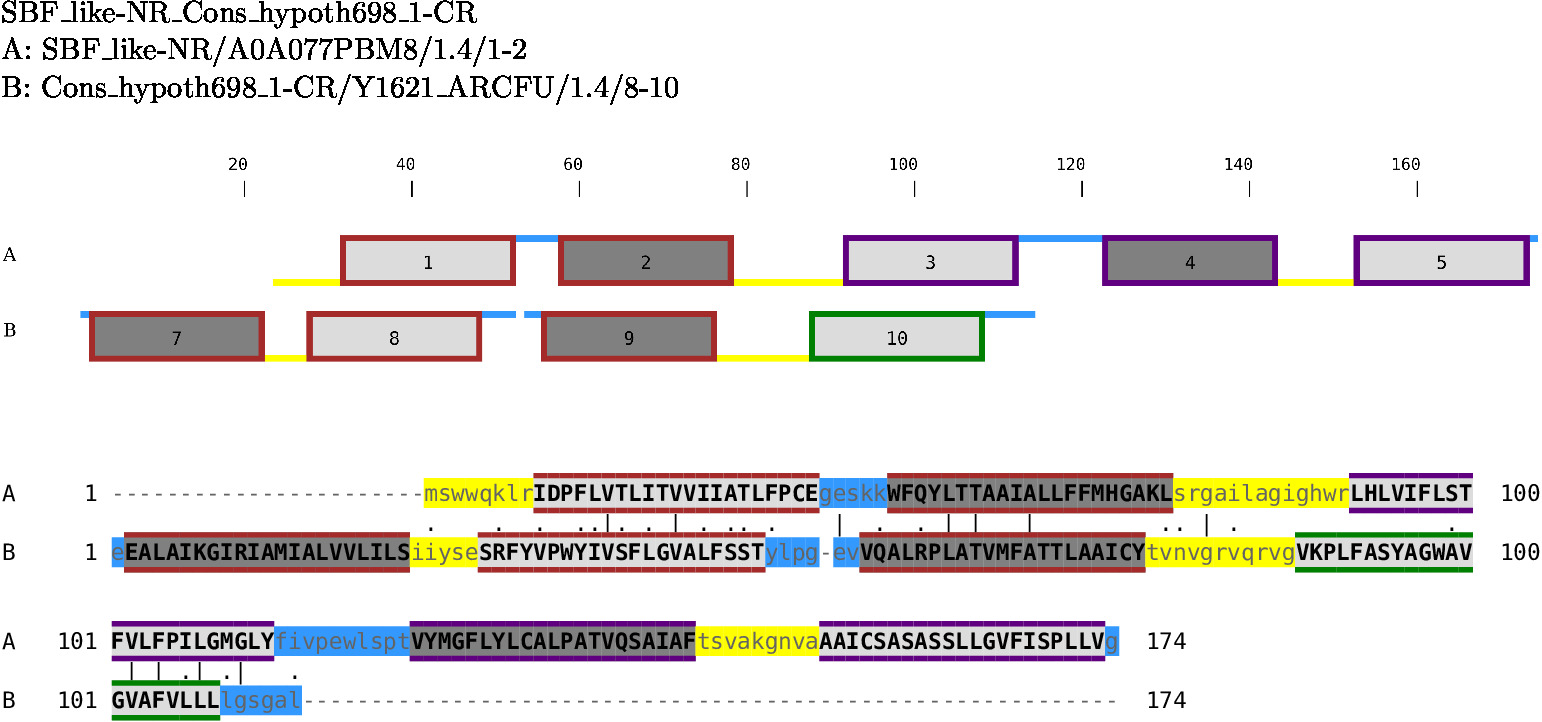 SBF_like-NR_Cons_hypoth698_1-CR
A: SBF_like-NR/A0A077PBM8/1.4/1-2
B: Cons_hypoth698_1-CR/Y1621_ARCFU/1.4/8-10
20 40 60 80 100 120 140 160
A 1 2 3 4 5
B 7 8 9 10
A 1 -----------------------mswwqklrIDPFLVTLITVVIIATLFPCEgeskkWFQYLTTAAIALLFFMHGAKLsrgailagighwrLHLVIFLST 100
B 1 eEALAIKGIRIAMIALVVLILSiiyseSRFYVPWYIVSFLGVALFSSTylpg-evVQALRPLATVMFATTLAAICYtvnvgrvqrvgVKPLFASYAGWAV 100
A 101 FVLFPILGMGLYfivpewlsptVYMGFLYLCALPATVQSAIAFtsvakgnvaAAICSASASSLLGVFISPLLVg 174
B 101 GVAFVLLLlgsgal------------------------------------------------------------ 174